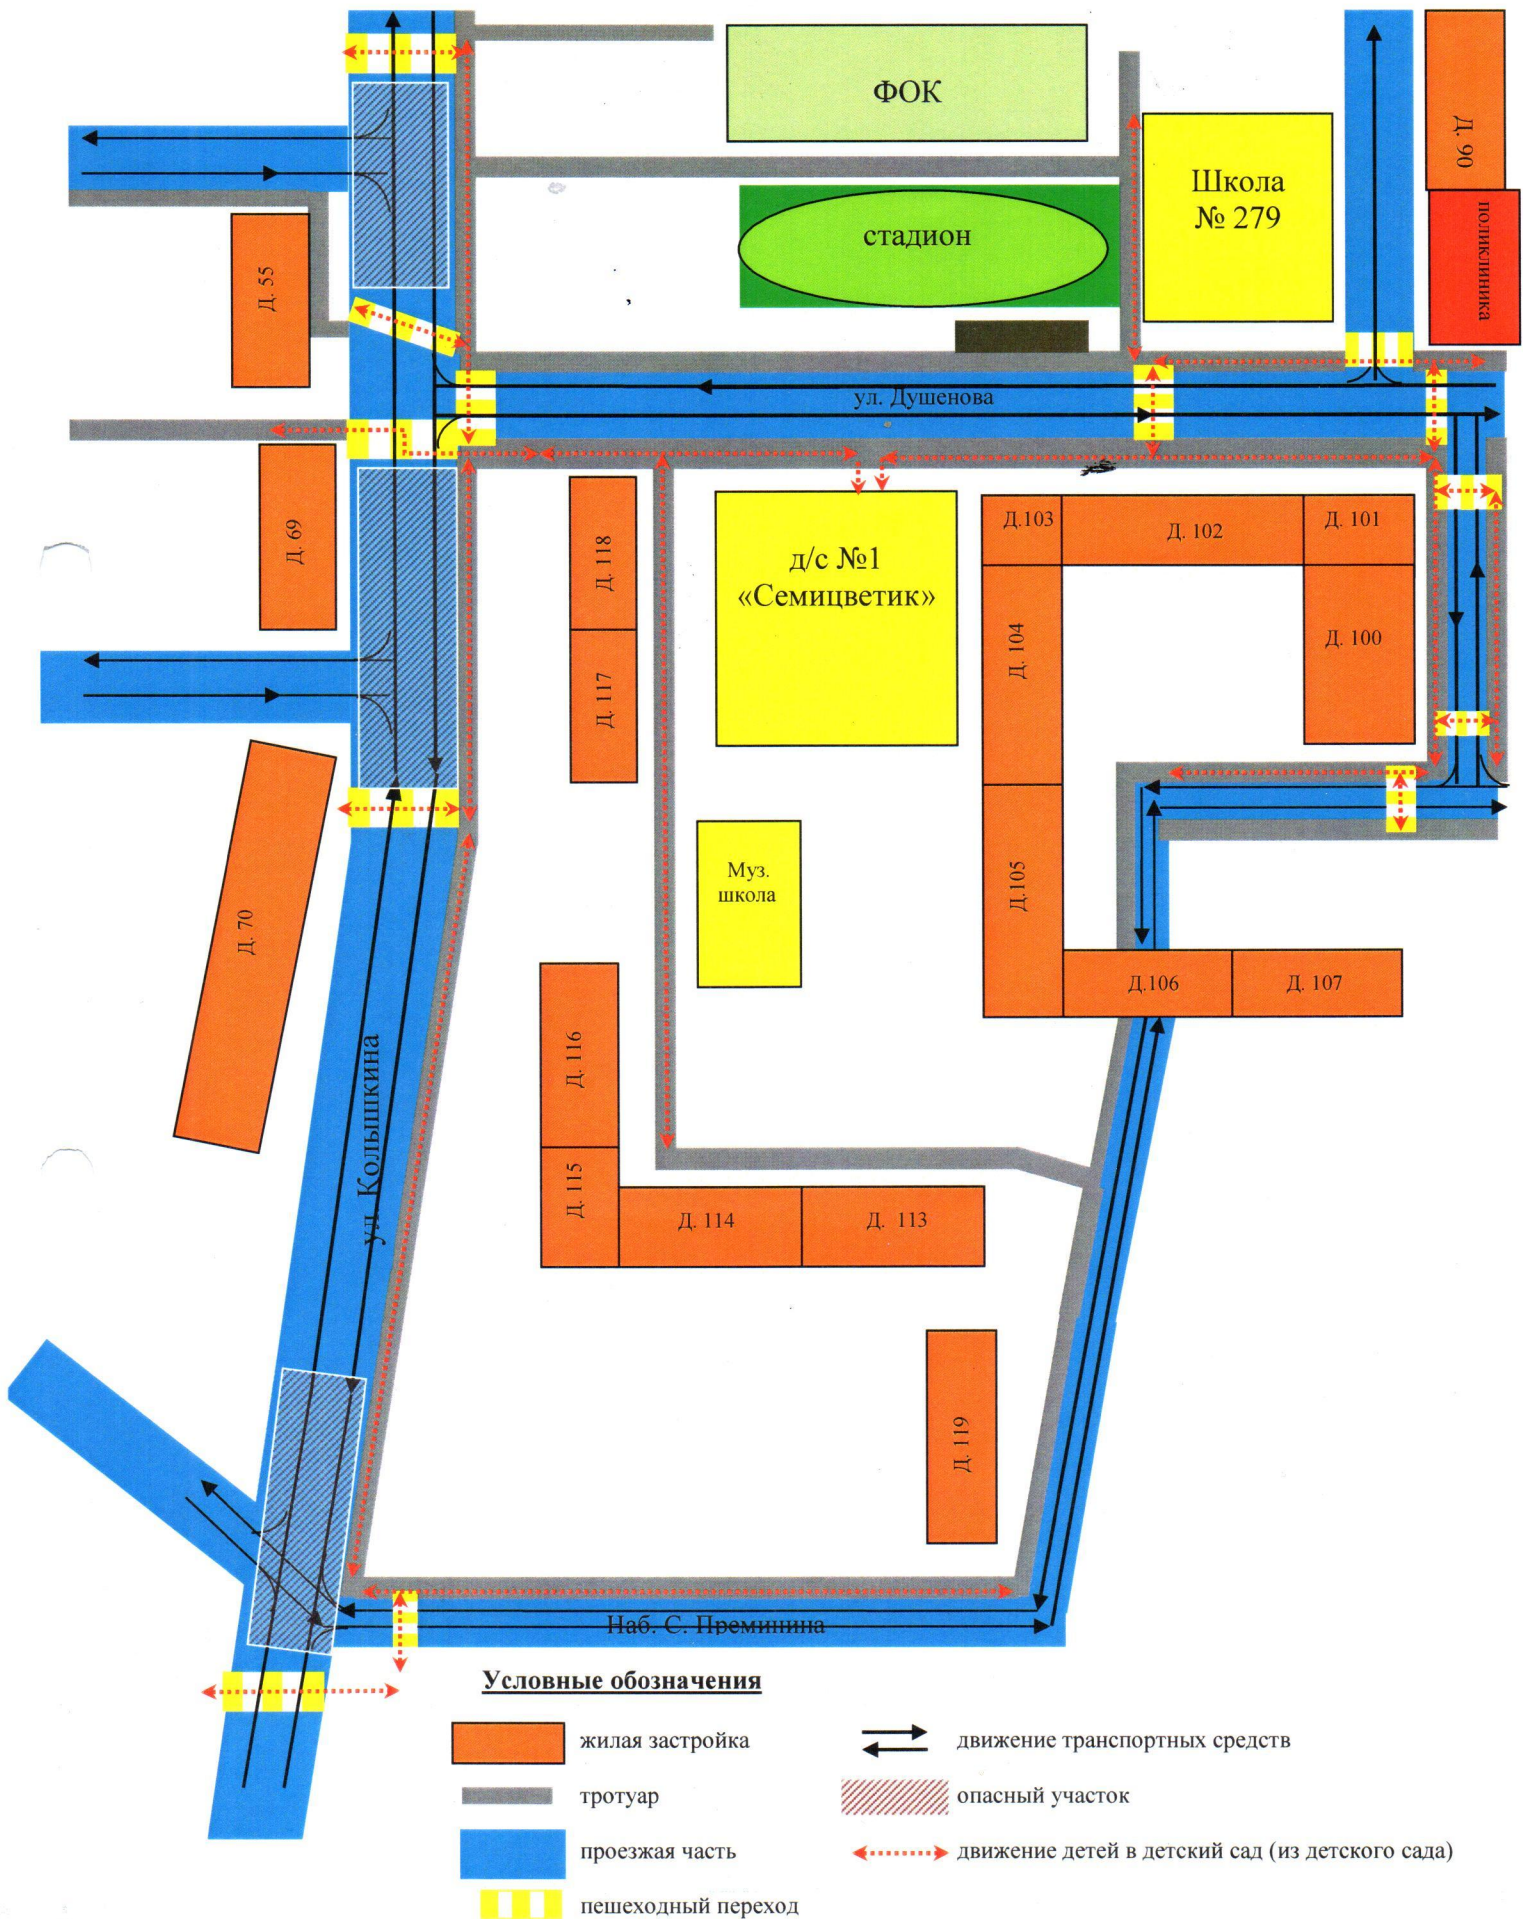 ФОК
Д. 90
Школа
№ 279
поликлиника
стадион
Д. 55
ул. Душенова
Д. 69
Д. 118
д/с №1
«Семицветик»
Д.103
Д. 102
Д. 101
Д. 104
Д. 100
Д. 117
Муз.
школа
Д.105
Д. 70
Д.106
Д. 107
Д. 116
ул. Колышкина
Д. 115
Д. 114
Д. 113
Д. 119
Наб. С. Преминина
Условные обозначения
жилая застройка
движение транспортных средств
тротуар
опасный участок
проезжая часть
движение детей в детский сад (из детского сада)
пешеходный переход